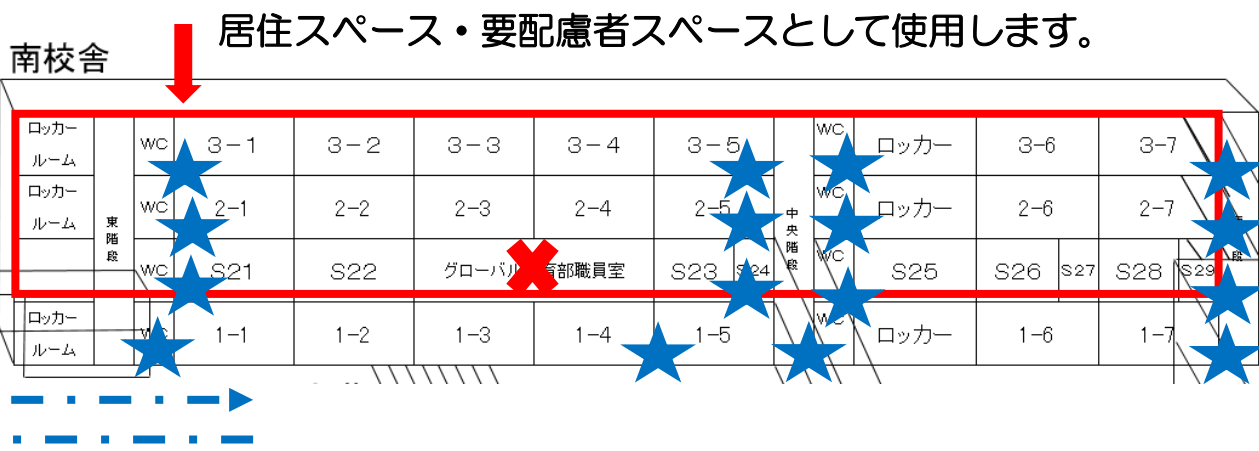 居住スペース・要配慮者スペースとして使用します。
南校舎
ロッカー
ルーム
WC
3-1
3-2
3-3
3-4
3-5
WC
ロッカー
3-6
3-7
ロッカー
ルーム
東階段
WC
2-1
2-2
2-3
2-4
2-5
中央階段
WC
ロッカー
2-6
2-7
段
WC
S21
S22
グローバル 育部職員室
S23
S24
WC
S25
S26
S27
S28
S29
ロッカー
ルーム
WC
1-1
1-2
1-3
1-4
1-5
WC
ロッカー
1-6
1-7